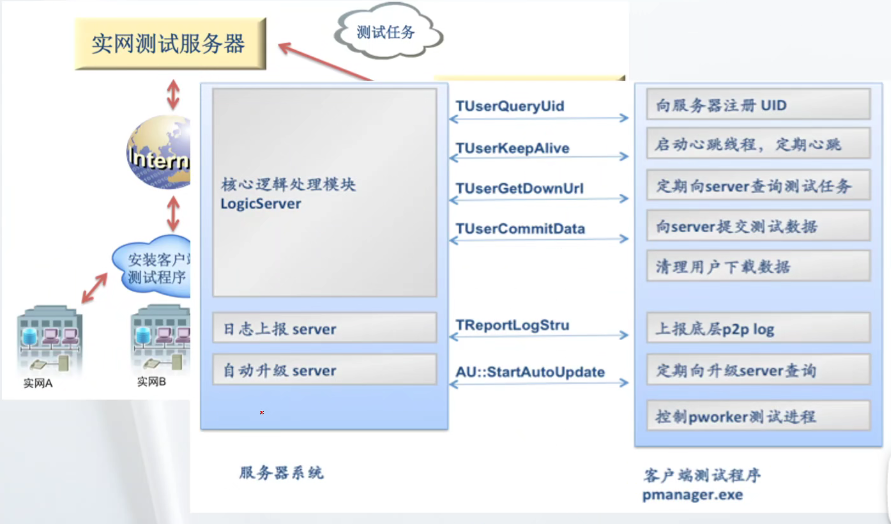 实网测试服务器
测试任务
Intern
安装客户端
测试程序
实网A
实网B
核心逻辑处理模块
LogicServer
日志上报 server
自动升级 server
服务器系统
TUserQueryUid
TUserKeepAlive
TUserGetDownUrl
TUserCommitData
TReportLogStru
AU::StartAutoUpdate
向服务器注册 UID
启动心跳线程，定期心跳
定期向server查询测试任务
向server提交测试数据
清理用户下载数据
上报底层p2p log
定期向升级server查询
控制pworker测试进程
客户端测试程序
pmanager.exe